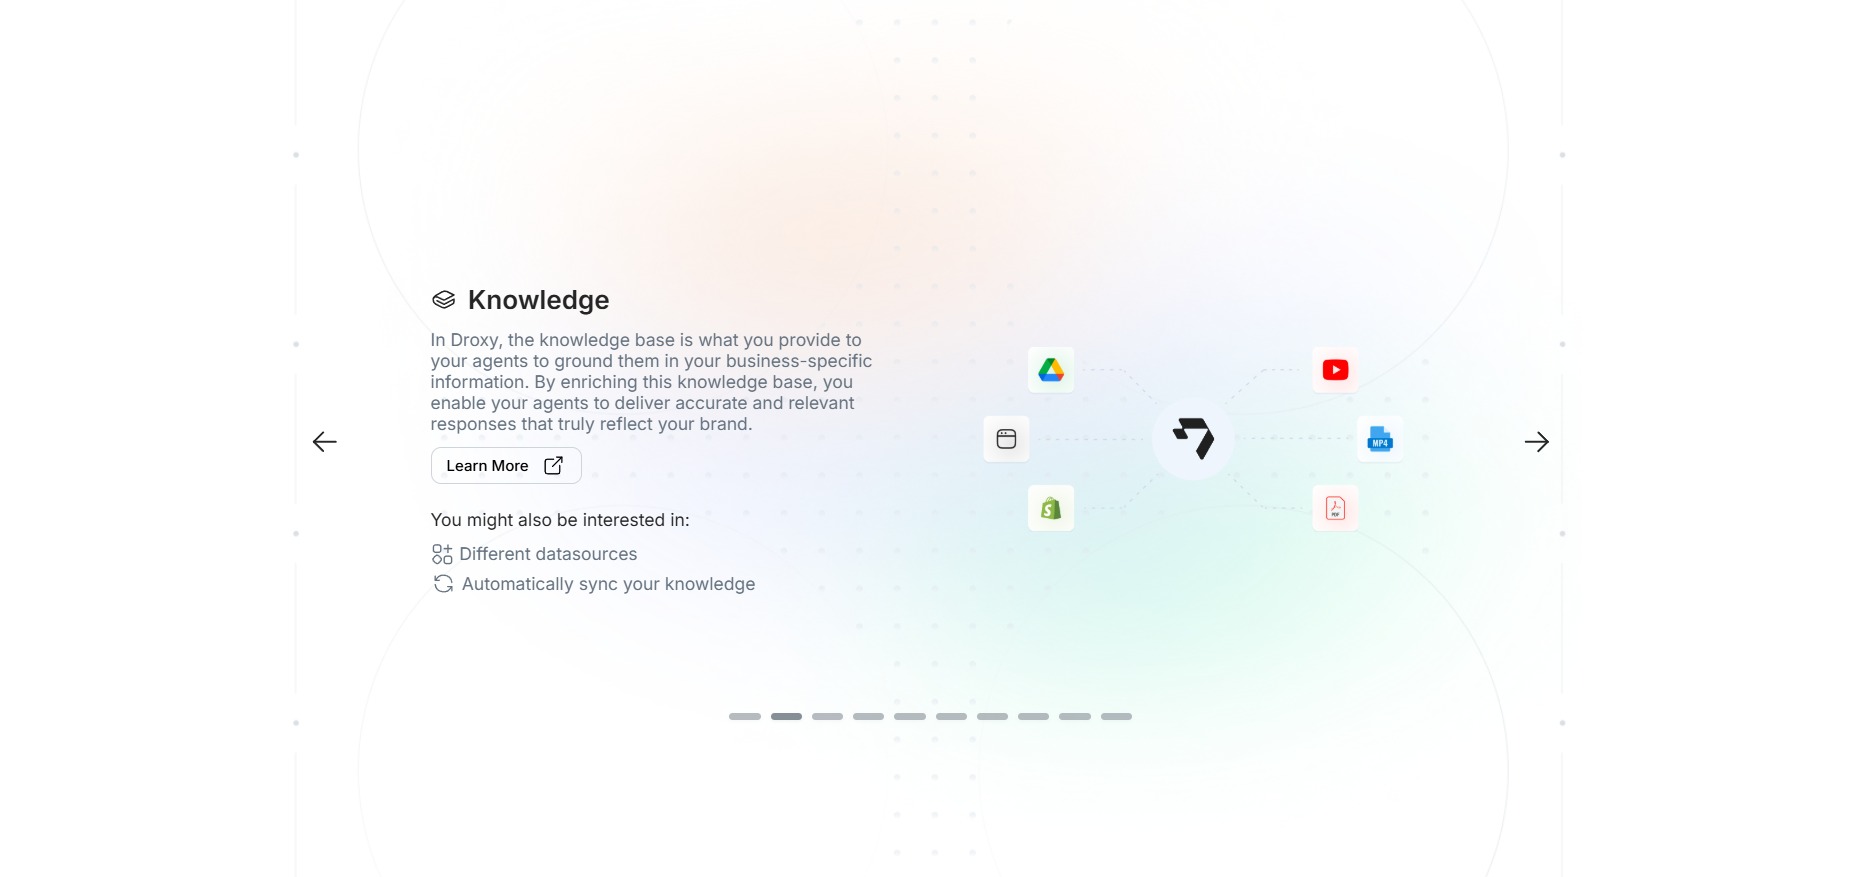 Knowledge
In Droxy, the knowledge base is what you provide to
your agents to ground them in your business-specific
information. By enriching this knowledge base, you
enable your agents to deliver accurate and relevant
responses that truly reflect your brand.
Learn More
You might also be interested in:
Different datasources
Automatically sync your knowledge
MP4
PDF